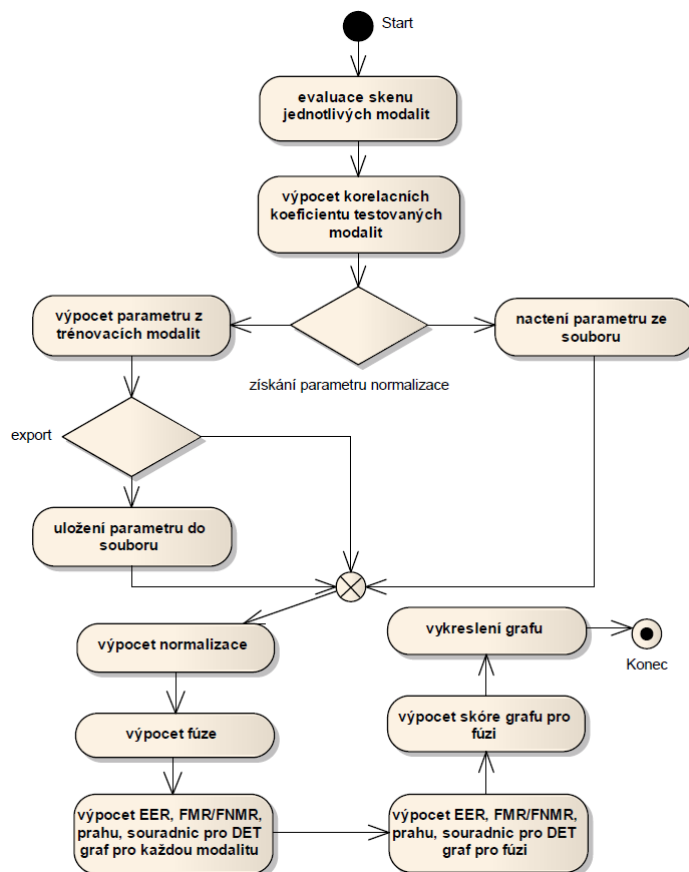 Start
evaluace skenu
jednotlivých modalit
výpocet korelacních
koeficientu testovaných
modalit
výpocet parametru z
trénovacích modalit
nactení parametru ze
souboru
získání parametru normalizace
export
uložení parametru do
souboru
výpocet normalizace
vykreslení grafu
Konec
výpocet fúze
výpocet skóre grafu pro
fúzi
výpocet EER, FMR/FNMR,
prahu, souradnic pro DET
graf pro každou modalitu
výpocet EER, FMR/FNMR,
prahu, souradnic pro DET
graf pro fúzi